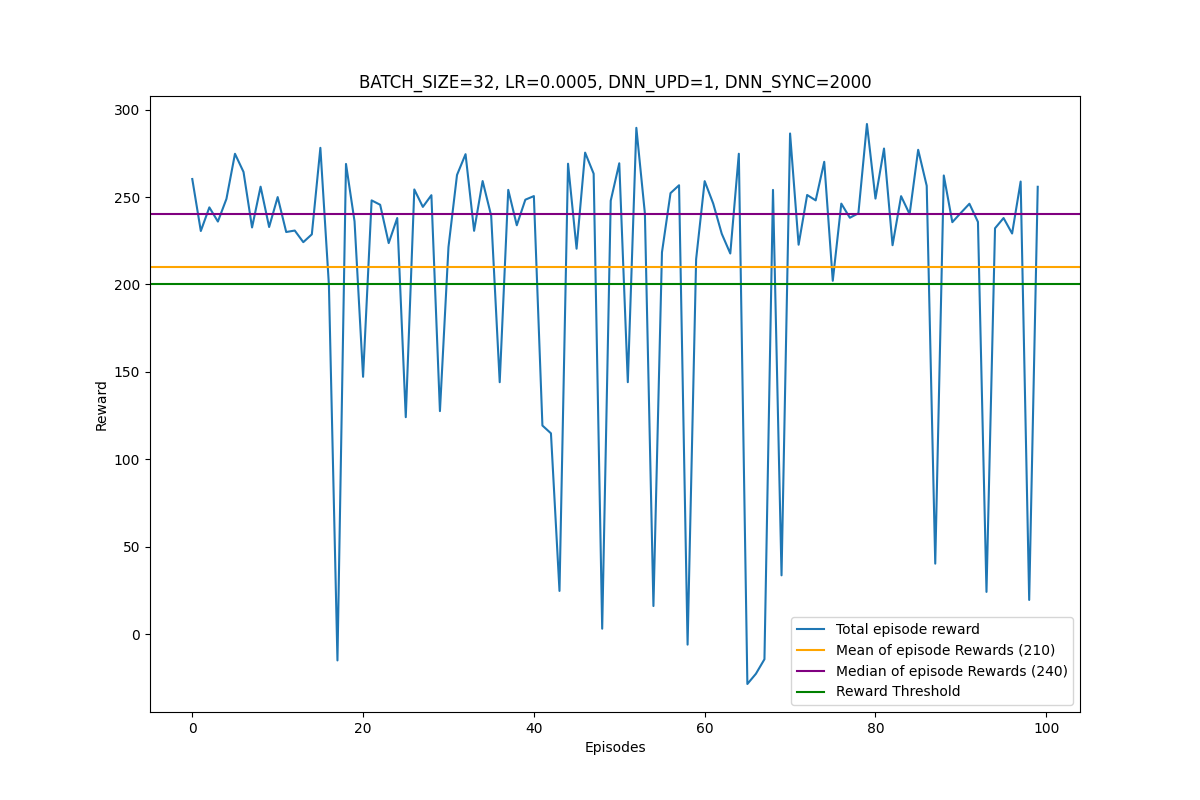 BATCH_SIZE=32, LR=0.0005, DNN_UPD=1, DNN_SYNC=2000
300
250
200
150
100
50
0
Reward
0 20 40 60 80 100
Episodes
Total episode reward
Mean of episode Rewards (210)
Median of episode Rewards (240)
Reward Threshold